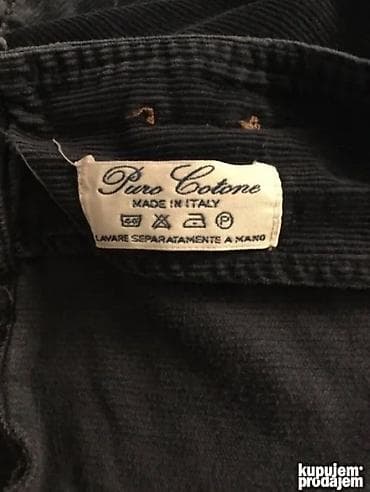 Puro Cotone
MADE IN ITALY
P
LAVARE SEPARATAMENTE A MANO
kupujem
prodajem